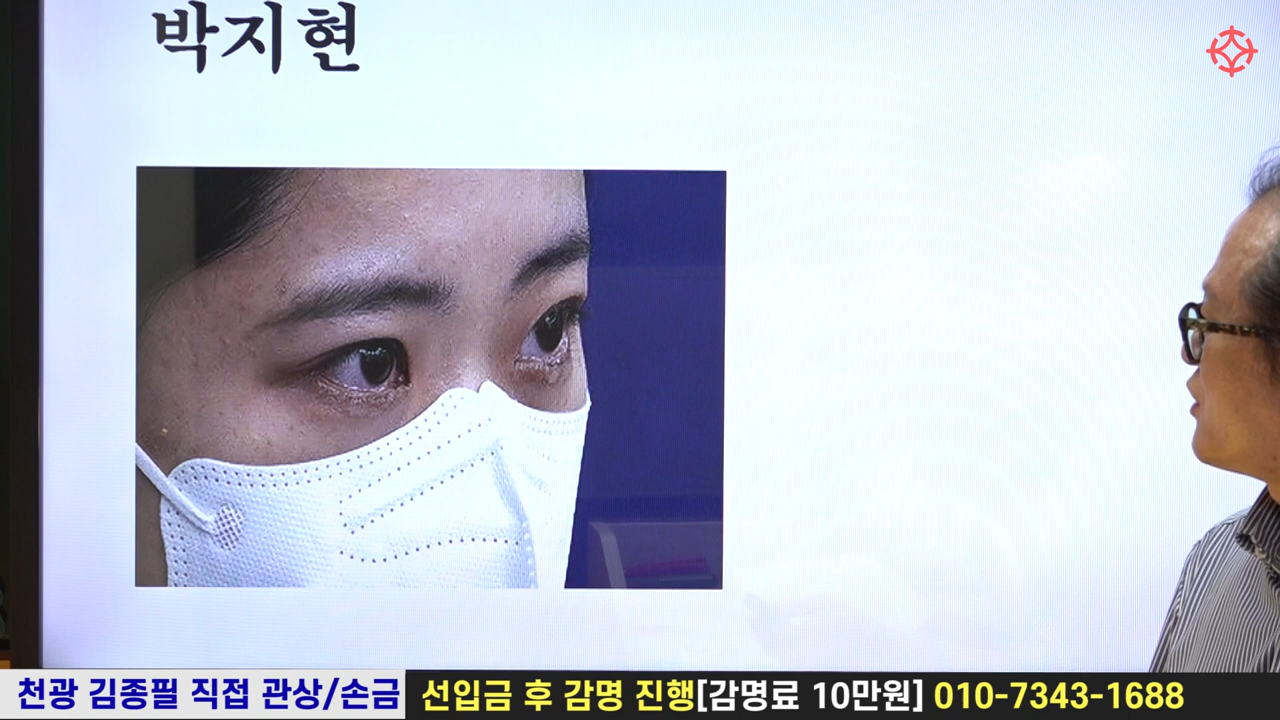 박지현
천광 김종필 직접 관상/손금 선입금 후 감명 진행[감명료 10만원] 010-7343-1688